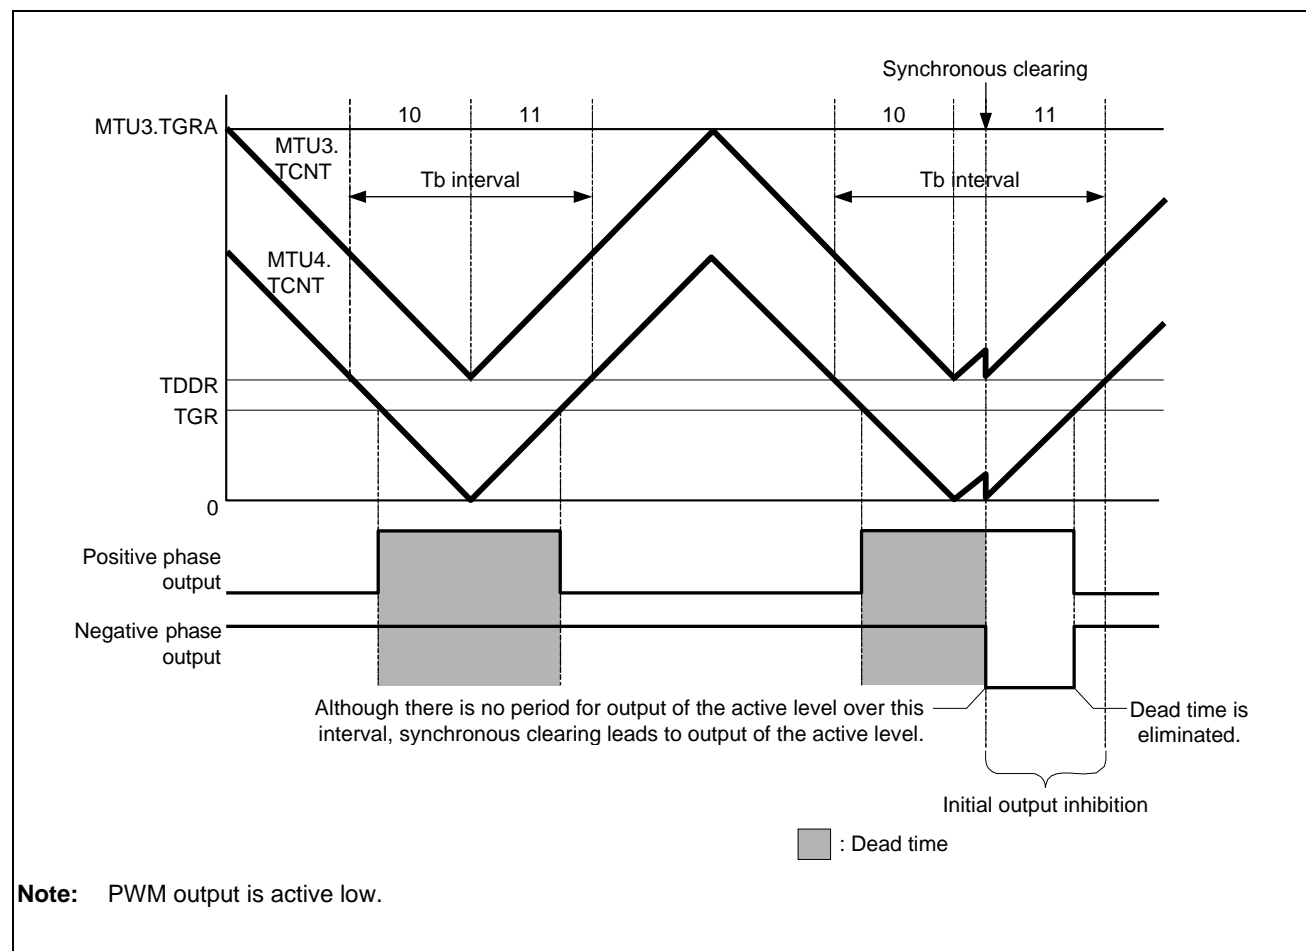 Synchronous clearing
10 11 10 11
MTU3.TGRA
MTU3.
TCNT
Tb interval Tb interval
MTU4.
TCNT
TDDR
TGR
0
Positive phase
output
Negative phase
output
Although there is no period for output of the active level over this
interval, synchronous clearing leads to output of the active level.
Dead time is
eliminated.
Initial output inhibition
: Dead time
Note: PWM output is active low.